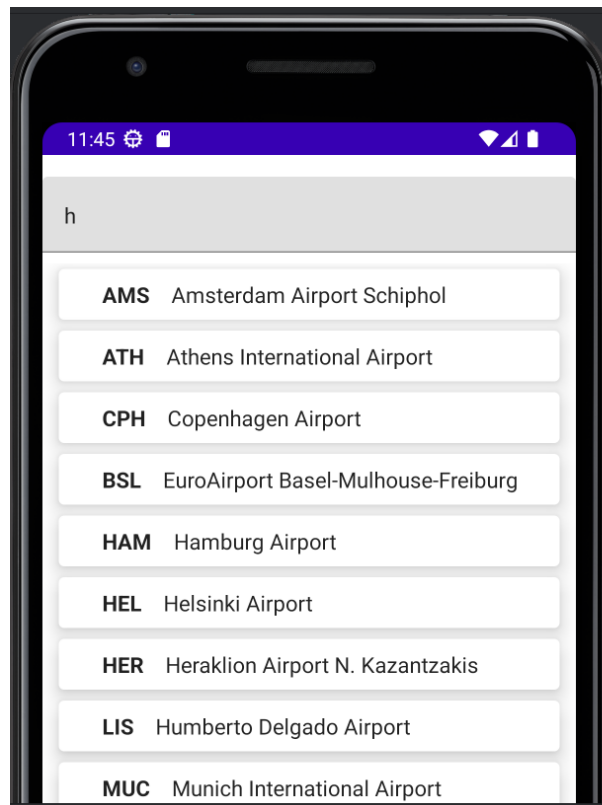 11:45
h
AMS Amsterdam Airport Schiphol
ATH Athens International Airport
CPH Copenhagen Airport
BSL EuroAirport Basel-Mulhouse-Freiburg
HAM Hamburg Airport
HEL Helsinki Airport
HER Heraklion Airport N. Kazantzakis
LIS Humberto Delgado Airport
MUC Munich International Airport